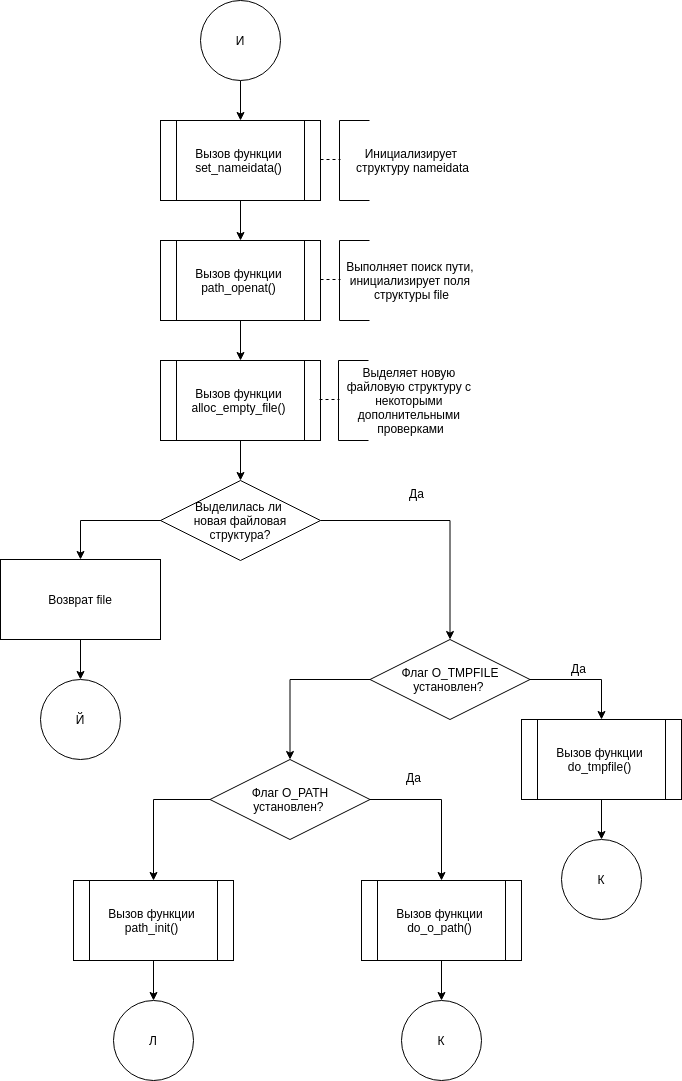 И
Вызов функции
set_nameidata()
Инициализирует
структуру nameidata
Вызов функции
path_openat()
Выполняет поиск пути,
инициализирует поля
структуры file
Вызов функции
alloc_empty_file()
Выделяет новую
файловую структуру с
некоторыми
дополнительными
проверками
Выделилась ли
новая файловая
структура?
Да
Возврат file
Й
Флаг O_TMPFILE
установлен?
Да
Вызов функции
do_tmpfile()
К
Флаг O_PATH
установлен?
Да
Вызов функции
path_init()
Л
Вызов функции
do_o_path()
К